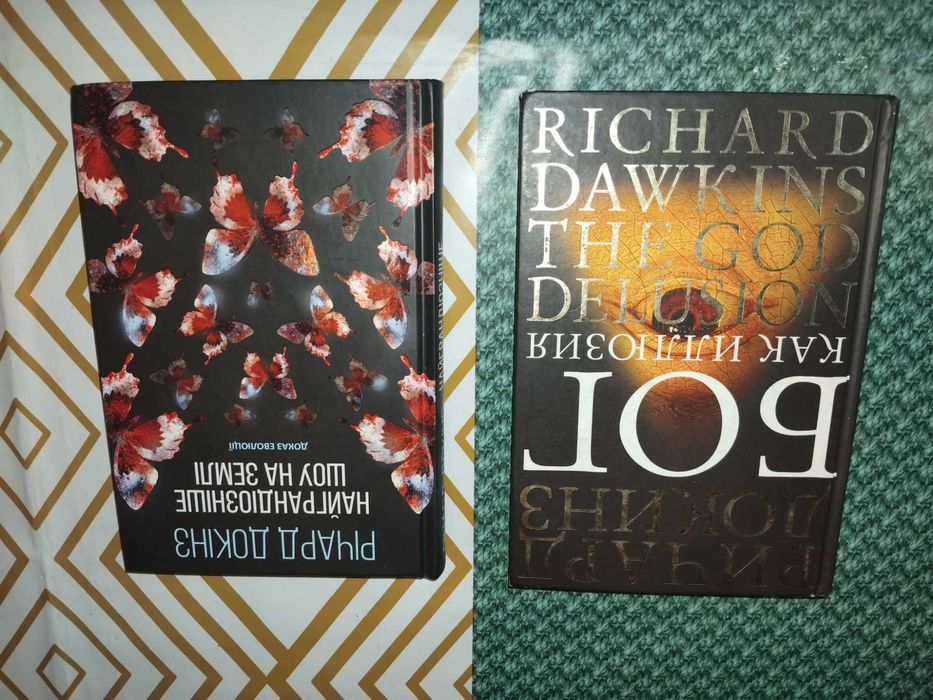 РІЧАРД ДОКІНЗ
НАЙГРАНДІОЗНІШЕ
ШОУ НА ЗЕМЛІ
ДОКАЗ ЕВОЛЮЦІЇ
RICHARD
DAWKINS
THE GOD
DELUSION
РИЧАРД
ДОКИНЗ
БОГ
КАК ИЛЛЮЗИЯ